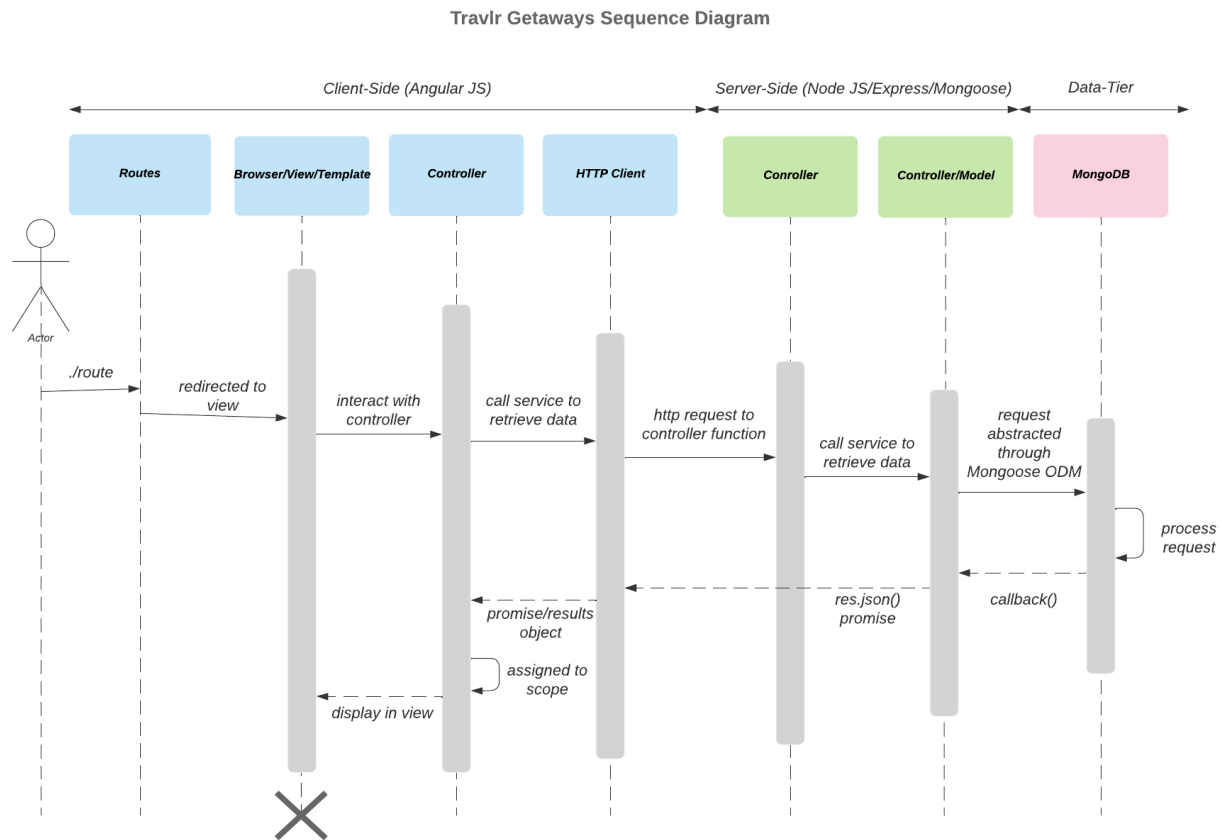 Travlr Getaways Sequence Diagram
Client-Side (Angular JS)
Server-Side (Node JS/Express/Mongoose)
Data-Tier
Routes
Browser/View/Template
Controller
HTTP Client
Conroller
Controller/Model
MongoDB
Actor
./route
redirected to
view
interact with
controller
call service to
retrieve data
http request to
controller function
call service to
retrieve data
request
abstracted
through
Mongoose ODM
process
request
callback()
res.json()
promise
promise/results
object
assigned to
scope
display in view